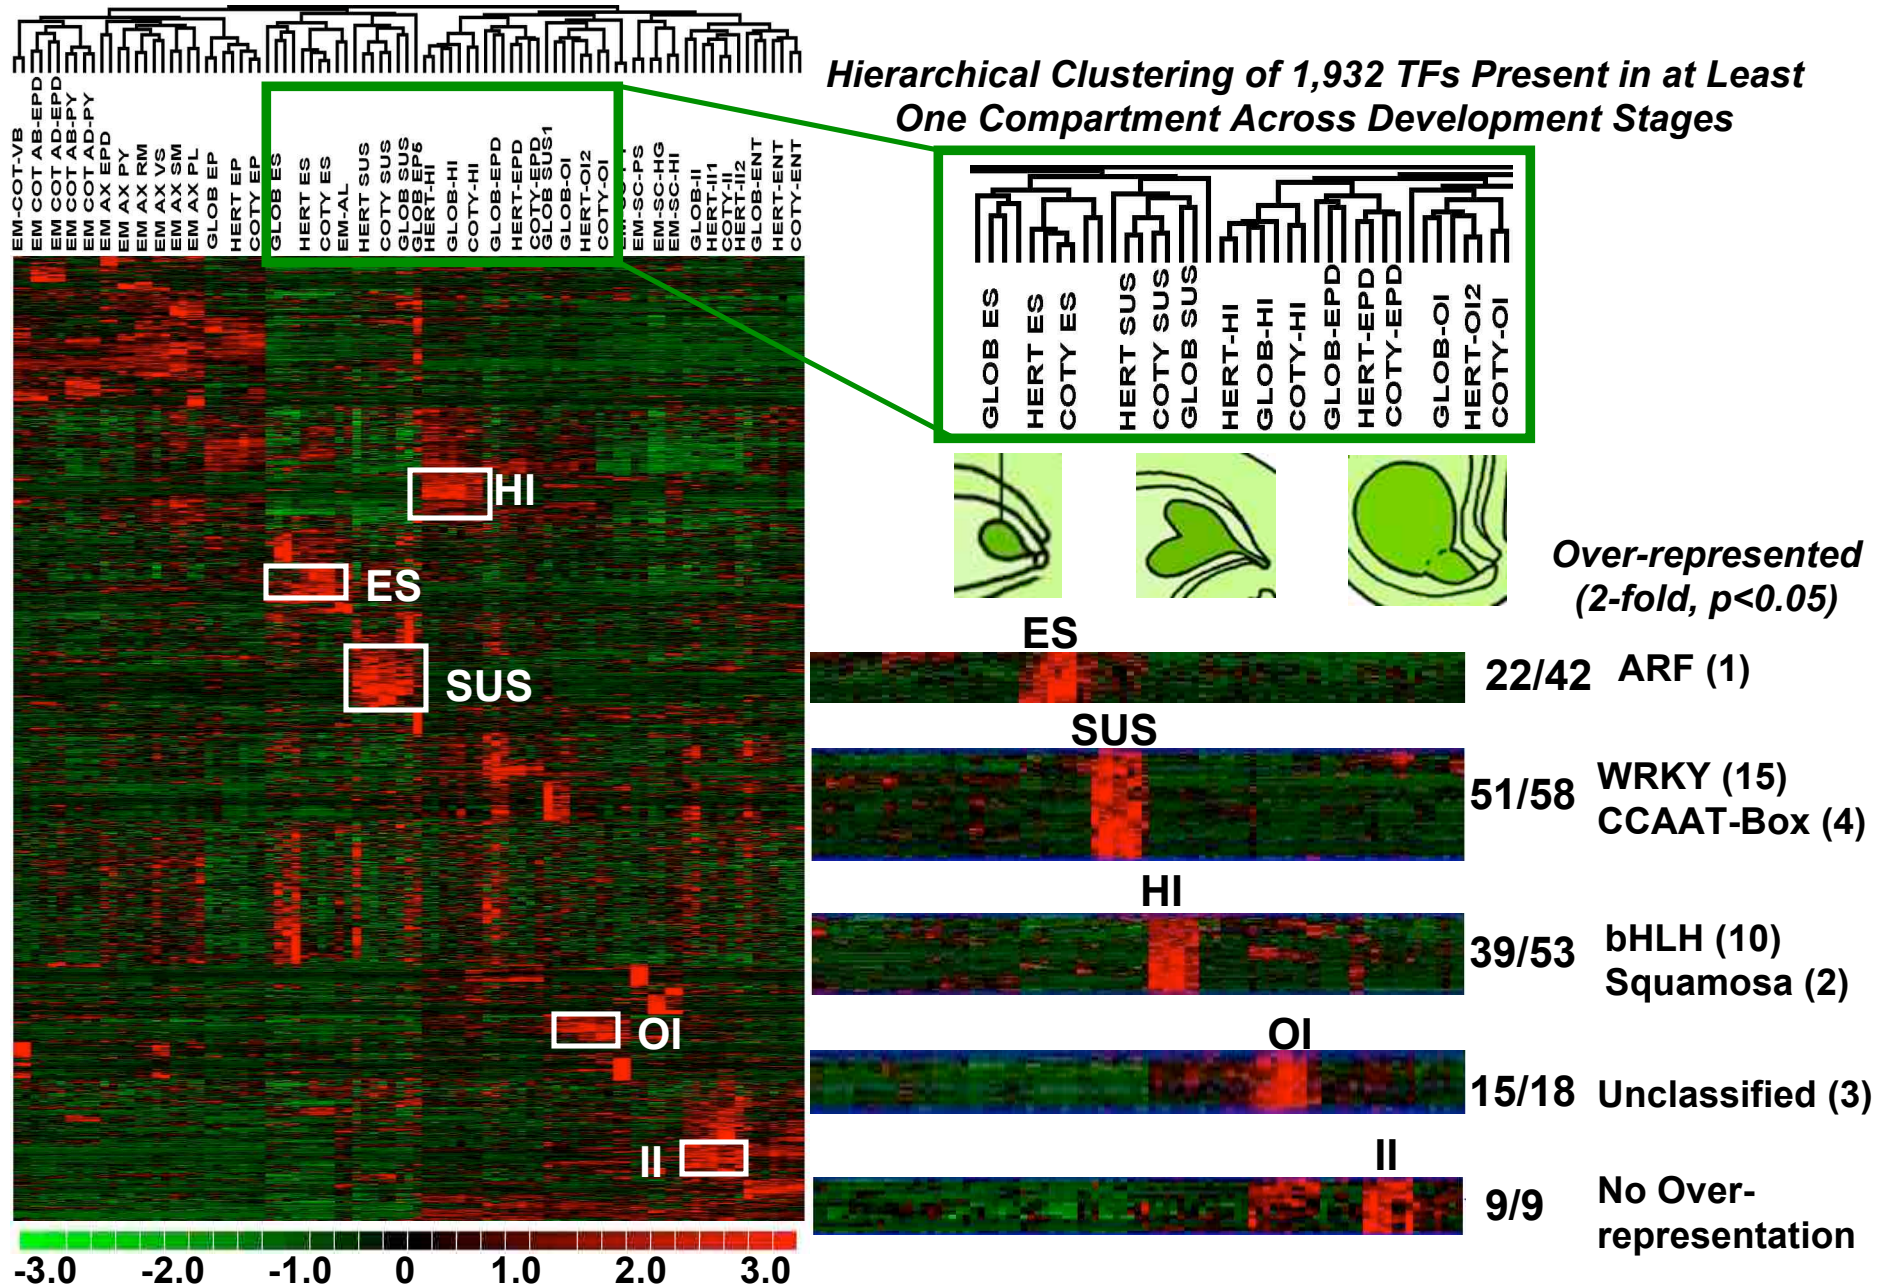 Hierarchical Clustering of 1,932 TFs Present in at Least
One Compartment Across Development Stages
EM-COT-VB
EM COT AB-EPD
EM COT AD-EPD
EM COT AB-PY
EM COT AD-PY
EM AX EPD
EM AX PY
EM AX RM
EM AX VS
EM AX SM
EM AX PL
GLOB EP
HERT EP
COTY EP
GLOB ES
HERT ES
COTY ES
EM-AL
HERT SUS
COTY SUS
GLOB SUS
GLOB EP5
HERT-HI
GLOB-HI
COTY-HI
GLOB-EPD
HERT-EPD
COTY-EPD
GLOB SUS1
GLOB-OI
HERT-OI2
COTY-OI
EM-SC-PS
EM-SC-HG
EM-SC-HI
GLOB-II
HERT-II1
COTY-II
HERT-II2
GLOB-ENT
HERT-ENT
COTY-ENT
GLOB ES
HERT ES
COTY ES
HERT SUS
COTY SUS
GLOB SUS
HERT-HI
GLOB-HI
COTY-HI
GLOB-EPD
HERT-EPD
COTY-EPD
GLOB-OI
HERT-OI2
COTY-OI
HI
ES
SUS
OI
II
-3.0 -2.0 -1.0 0 1.0 2.0 3.0
Over-represented
(2-fold, p<0.05)
ES
22/42 ARF (1)
SUS
51/58 WRKY (15)
CCAAT-Box (4)
HI
39/53 bHLH (10)
Squamosa (2)
OI
15/18 Unclassified (3)
II
9/9 No Over-
representation